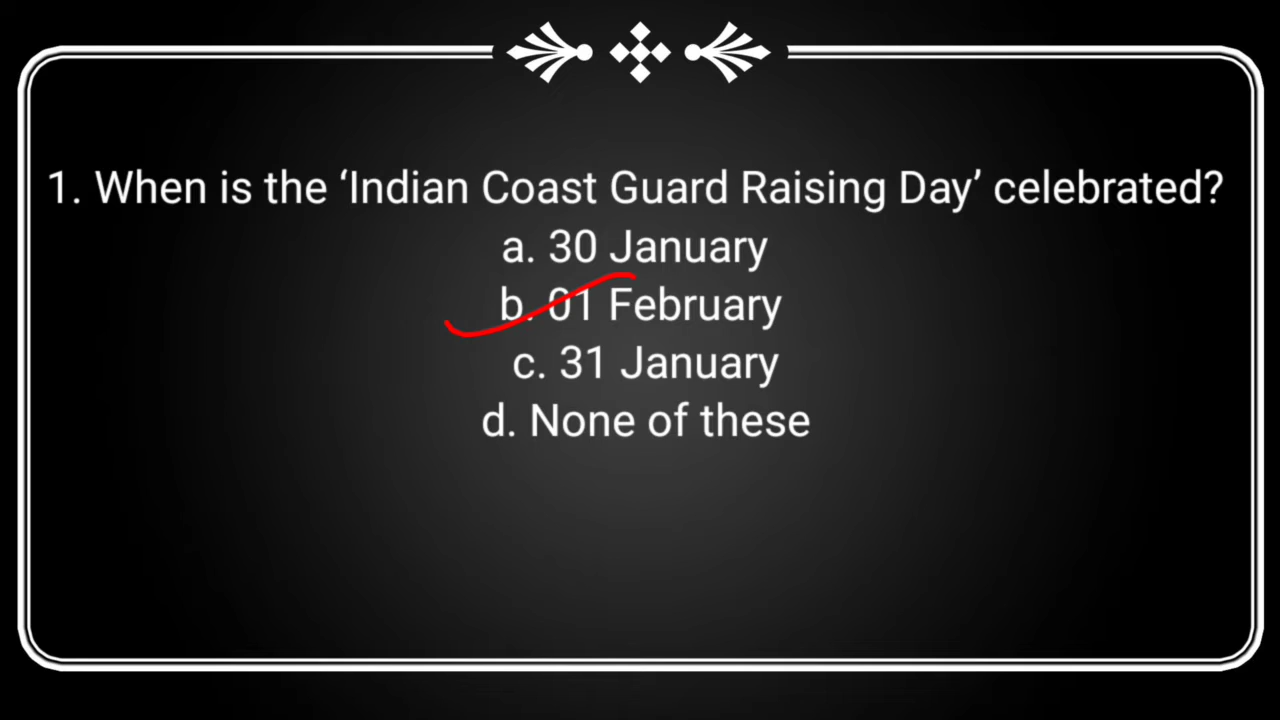 1. When is the ‘Indian Coast Guard Raising Day’ celebrated?
a. 30 January
b. 01 February
c. 31 January
d. None of these